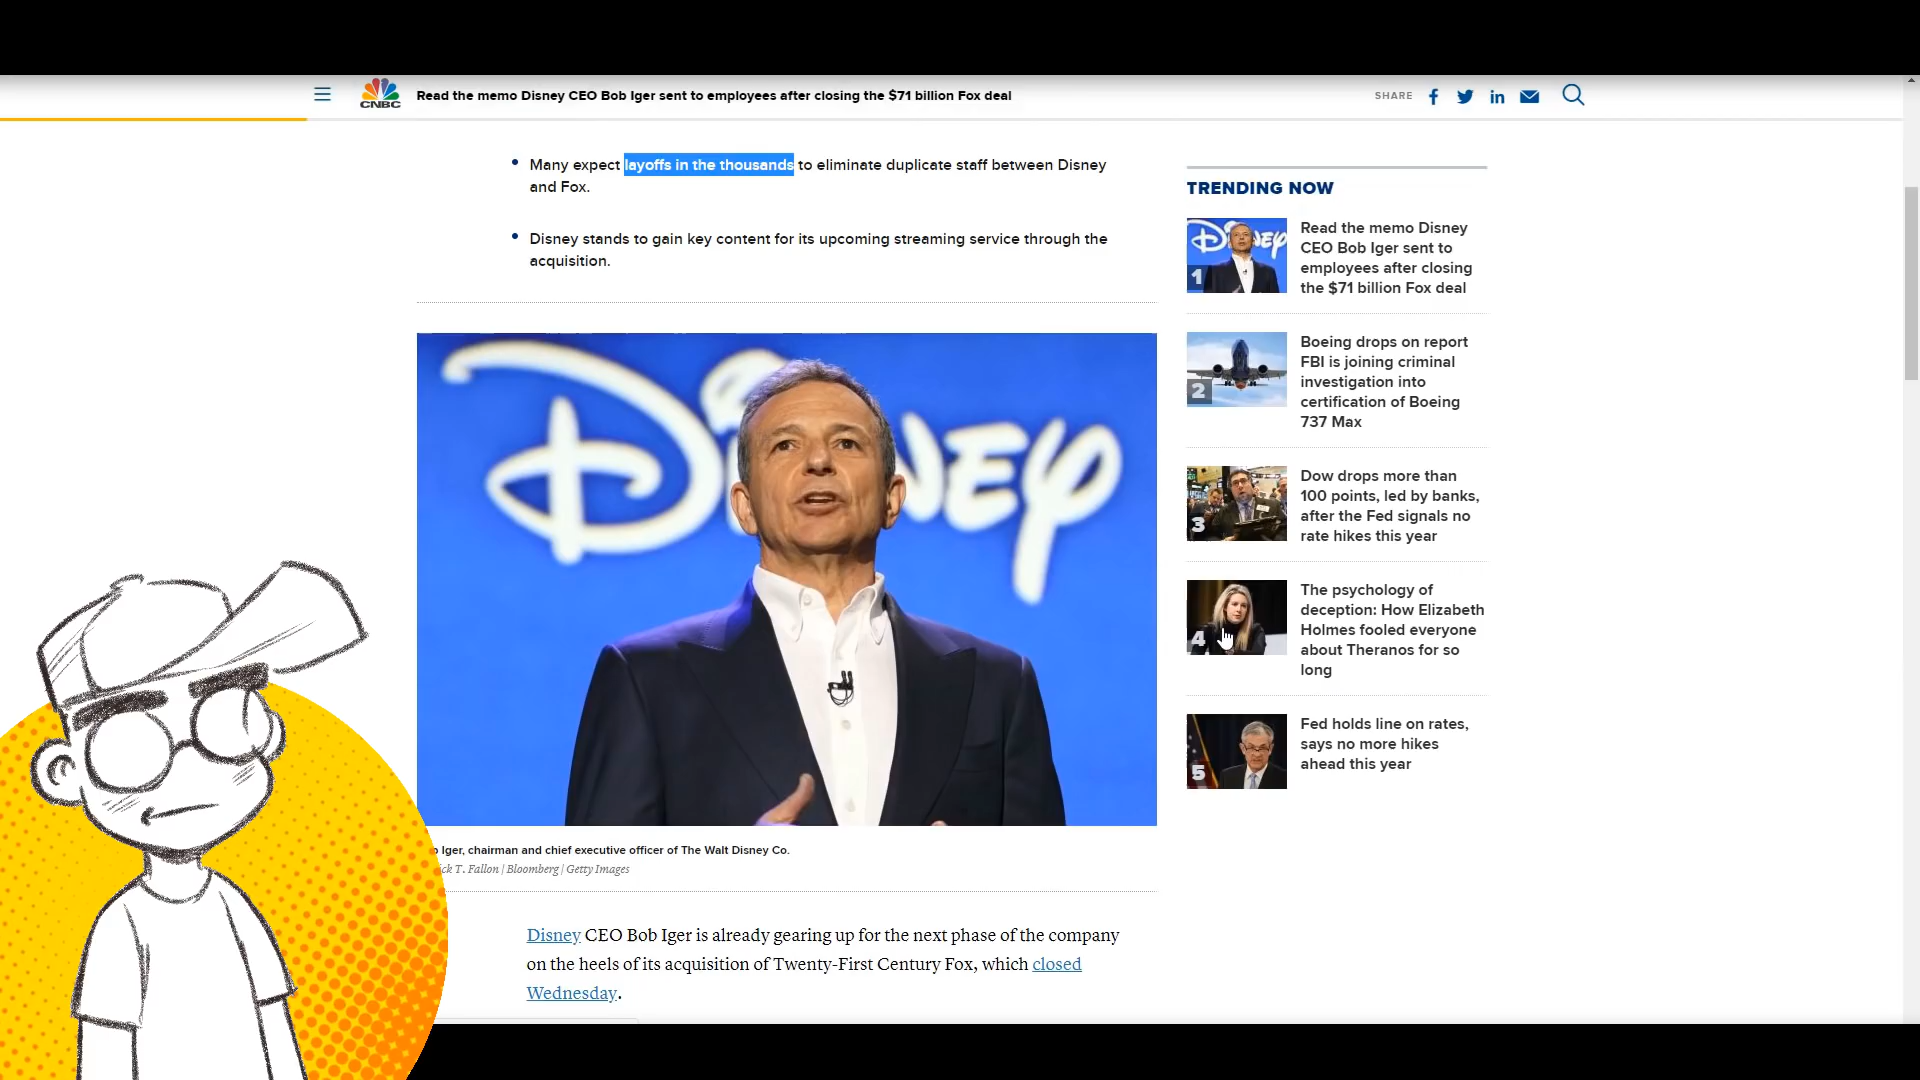 CNBC
Read the memo Disney CEO Bob Iger sent to employees after closing the $71 billion Fox deal
SHARE
Many expect layoffs in the thousands to eliminate duplicate staff between Disney
and Fox.
Disney stands to gain key content for its upcoming streaming service through the
acquisition.
DISNEY
Iger, chairman and chief executive officer of The Walt Disney Co.
T. Fallon | Bloomberg | Getty Images
Disney CEO Bob Iger is already gearing up for the next phase of the company
on the heels of its acquisition of Twenty-First Century Fox, which closed
Wednesday.
TRENDING NOW
DISNEY
1
Read the memo Disney
CEO Bob Iger sent to
employees after closing
the $71 billion Fox deal
2
Boeing drops on report
FBI is joining criminal
investigation into
certification of Boeing
737 Max
3
Dow drops more than
100 points, led by banks,
after the Fed signals no
rate hikes this year
4
The psychology of
deception: How Elizabeth
Holmes fooled everyone
about Theranos for so
long
5
Fed holds line on rates,
says no more hikes
ahead this year